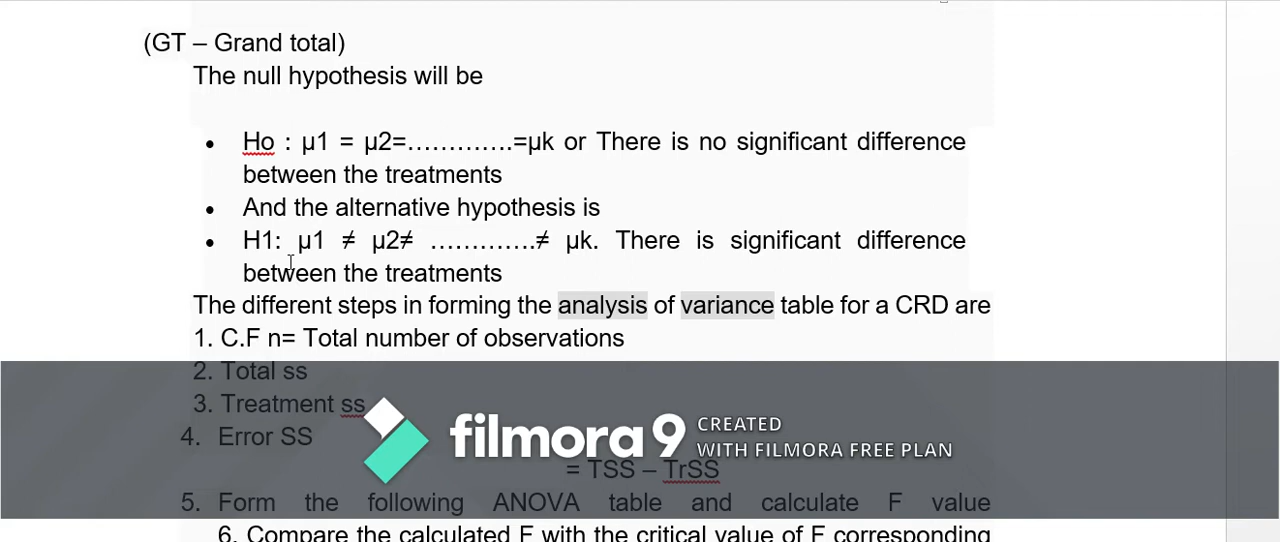 (GT – Grand total)
The null hypothesis will be
• Ho : µ1 = µ2=………….=µk or There is no significant difference
between the treatments
• And the alternative hypothesis is
• H1: µ1 ≠ µ2≠ ………….≠ µk. There is significant difference
between the treatments
The different steps in forming the analysis of variance table for a CRD are
1. C.F n= Total number of observations
2. Total ss
3. Treatment ss
4. Error SS
filmora9 CREATED
WITH FILMORA FREE PLAN
= TSS – TrSS
5. Form the following ANOVA table and calculate F value
6. Compare the calculated F with the critical value of F corresponding